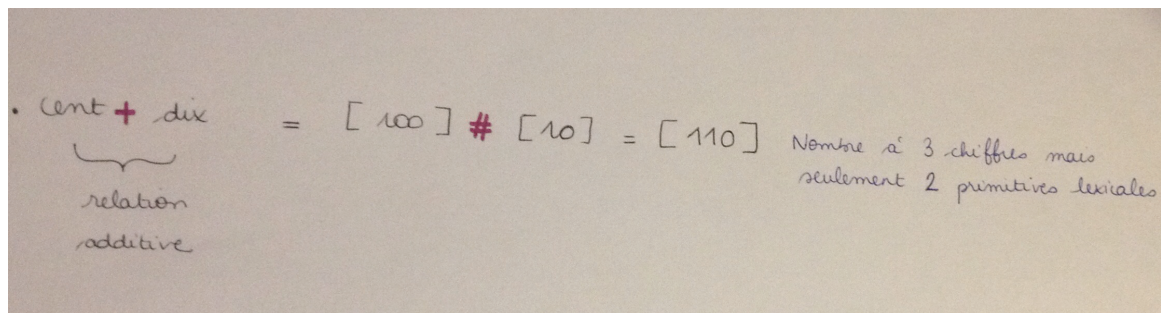 . cent + dix = [100] # [10] = [110] Nombre à 3 chiffres mais
seulement 2 primitives lexicales
relation
additive